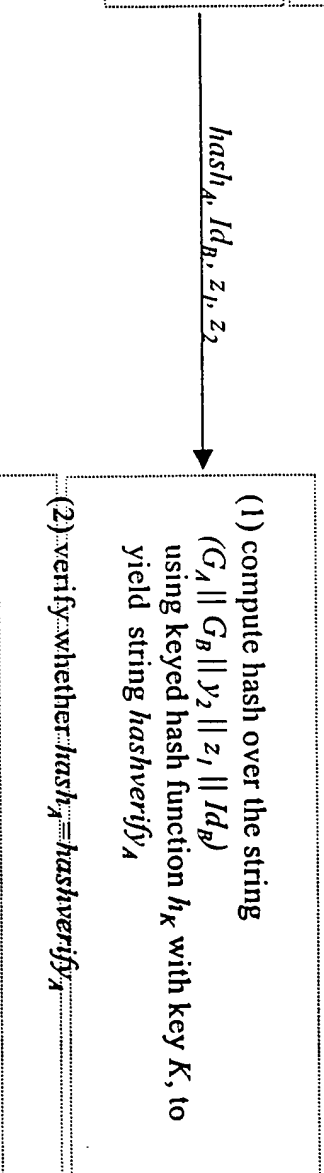 hash_A, Id_B, z_1, z_2
(1) compute hash over the string
(G_A || G_B || y_2 || z_1 || Id_B)
using keyed hash function h_K with key K, to
yield string hashverify_A
(2) verify whether hash_A=hashverify_A